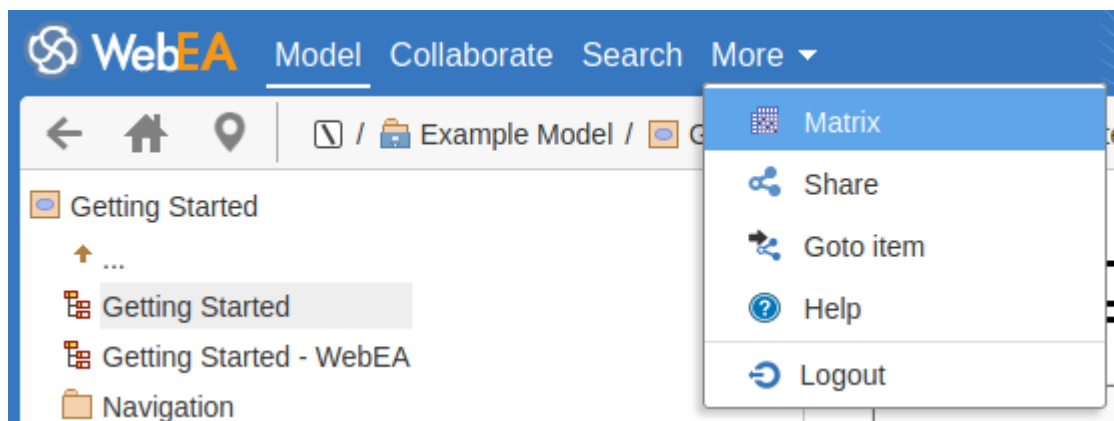 WebEA Model Collaborate Search More
/ Example Model /
Matrix
Share
Goto item
Help
Logout
Getting Started
...
Getting Started
Getting Started - WebEA
Navigation